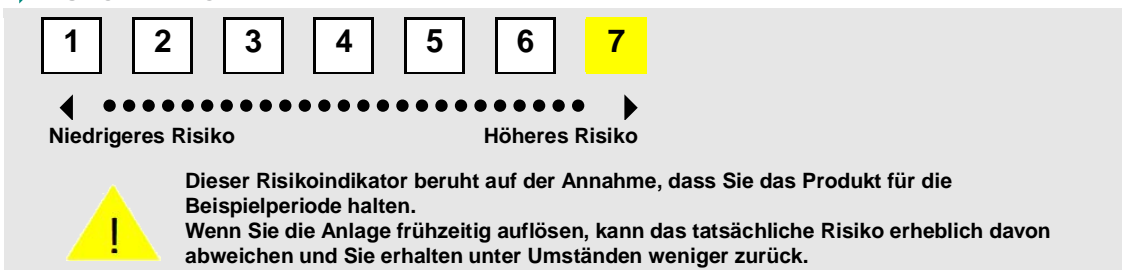 1 2 3 4 5 6 7
Niedrigeres Risiko Höheres Risiko
Dieser Risikoindikator beruht auf der Annahme, dass Sie das Produkt für die
Beispielperiode halten.
Wenn Sie die Anlage frühzeitig auflösen, kann das tatsächliche Risiko erheblich davon
abweichen und Sie erhalten unter Umständen weniger zurück.
!